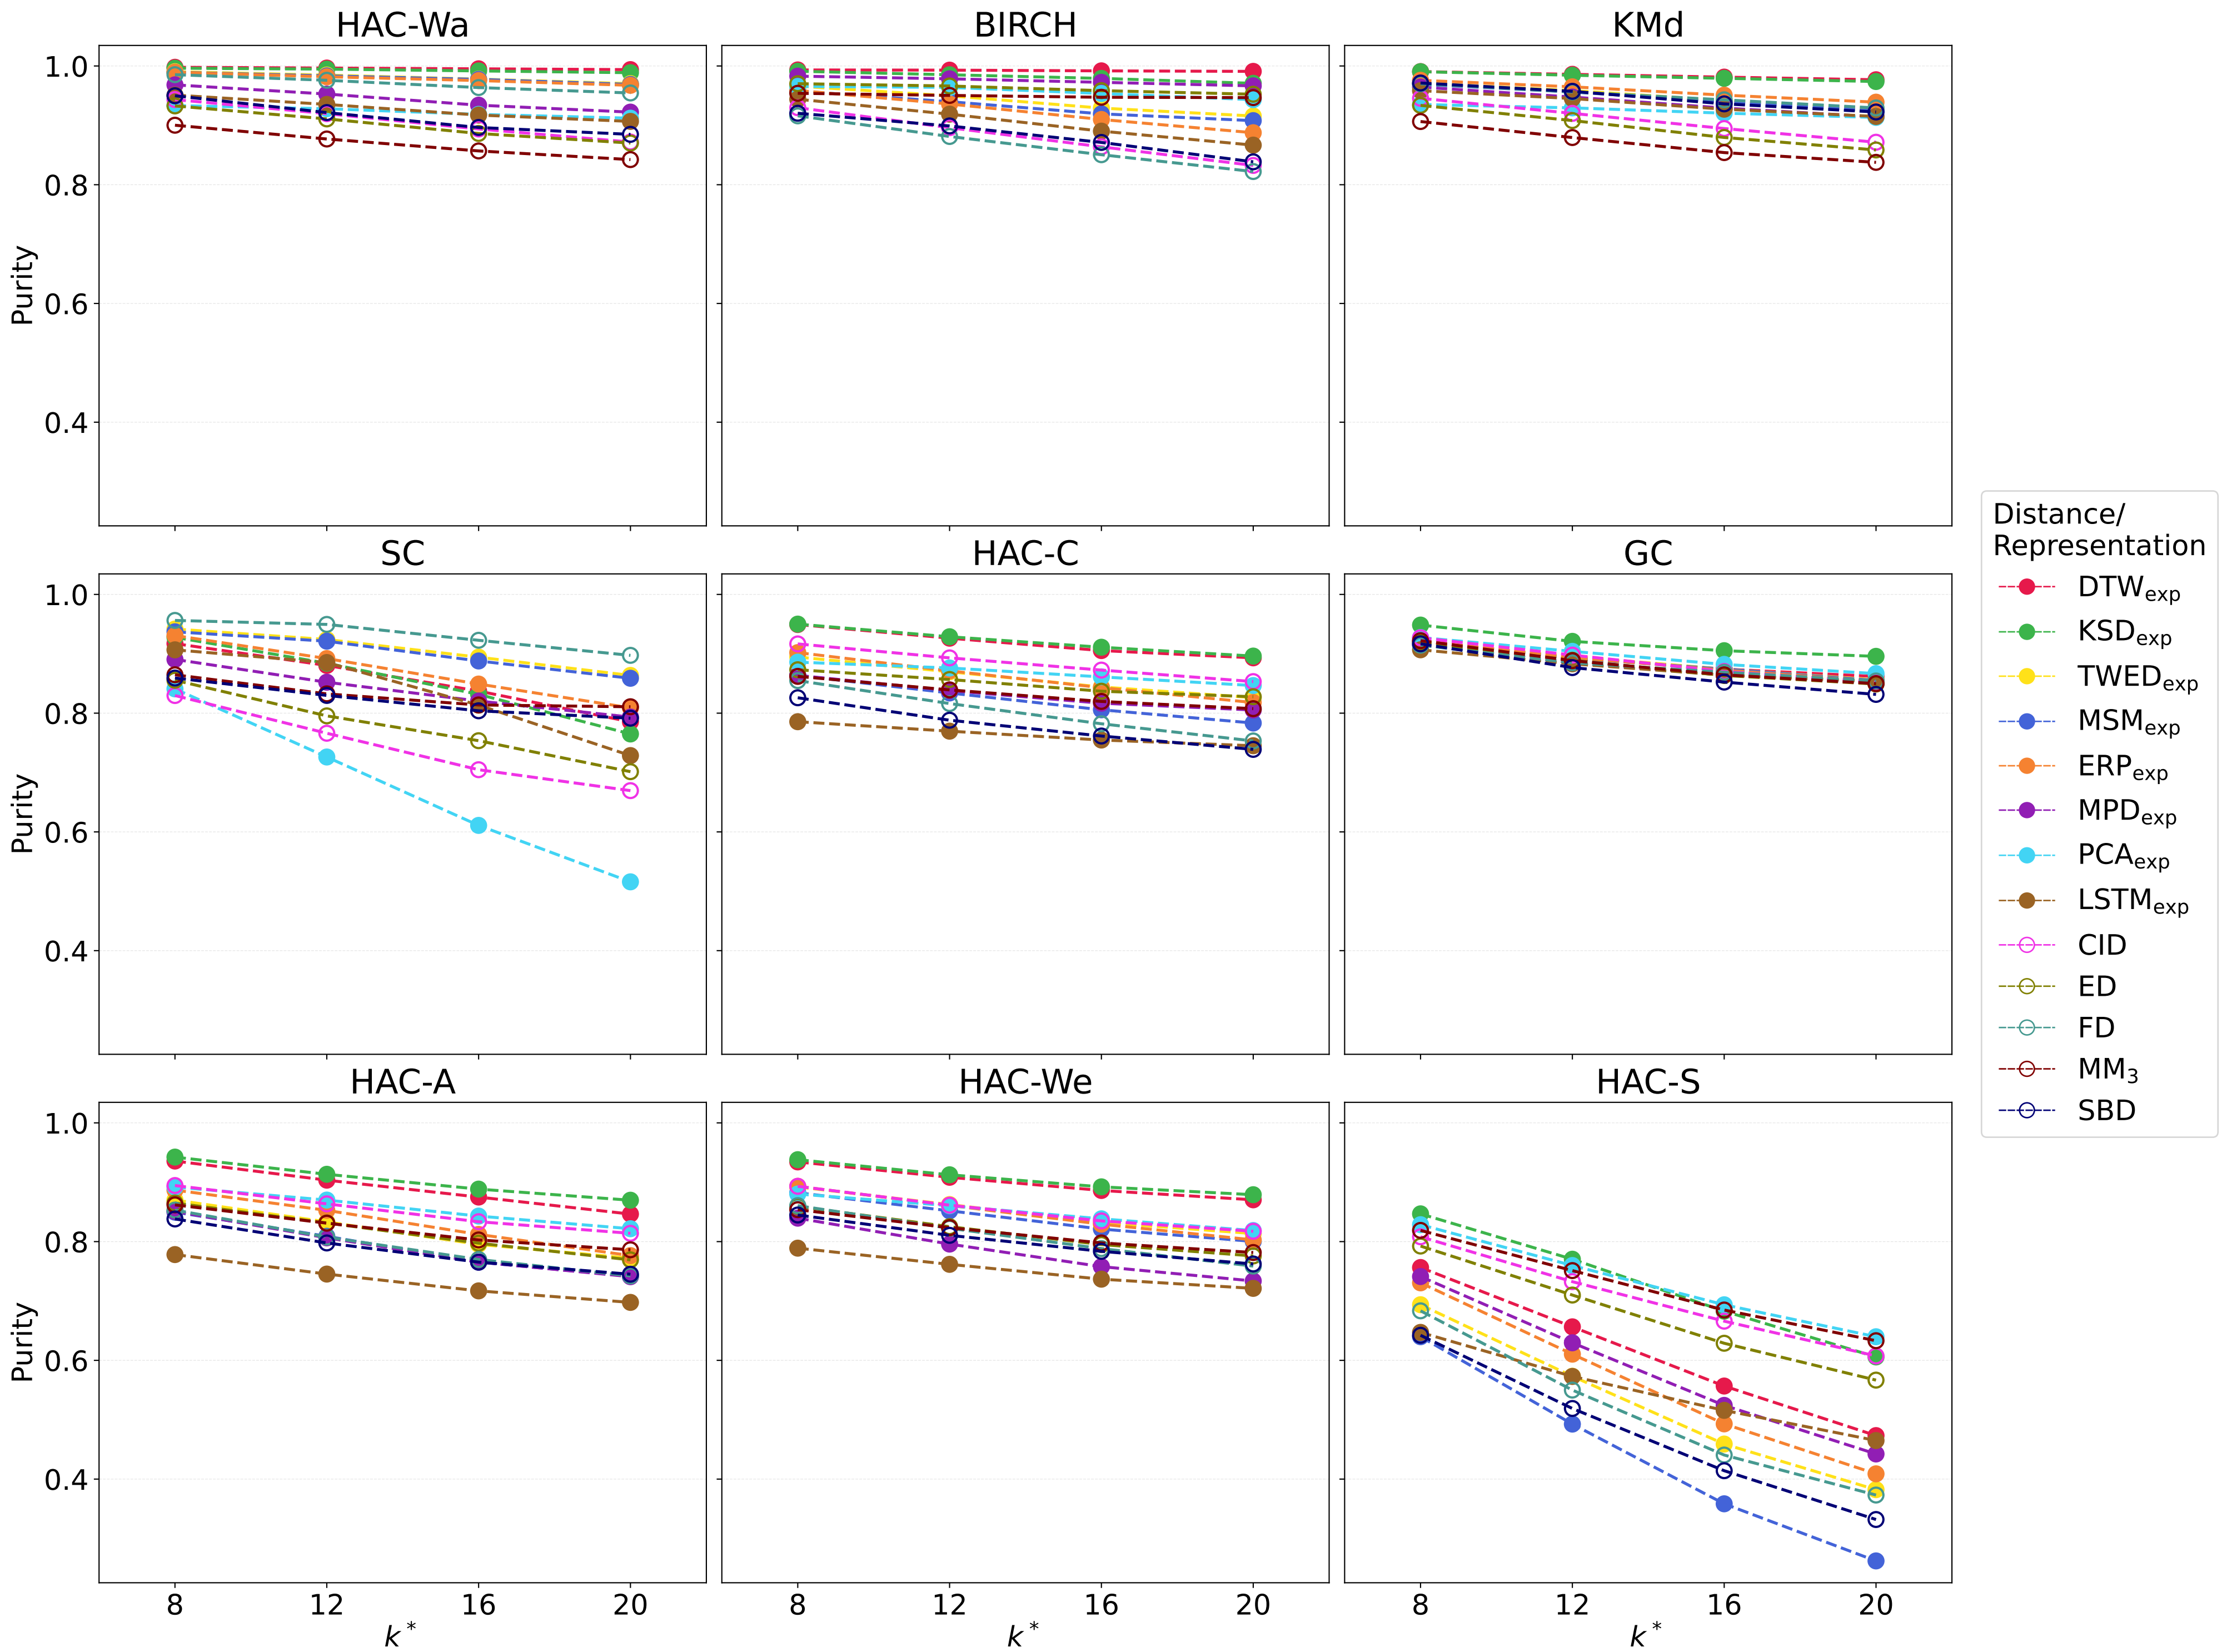 HAC-Wa
BIRCH
KMd
Purity
1.0
0.8
0.6
0.4
SC
HAC-C
GC
Purity
1.0
0.8
0.6
0.4
HAC-A
HAC-We
HAC-S
Purity
1.0
0.8
0.6
0.4
8 12 16 20
k*
8 12 16 20
k*
8 12 16 20
k*
Distance/
Representation
DTWexp
KSDexp
TWEDexp
MSMexp
ERPexp
MPDexp
PCAexp
LSTMexp
CID
ED
FD
MM3
SBD